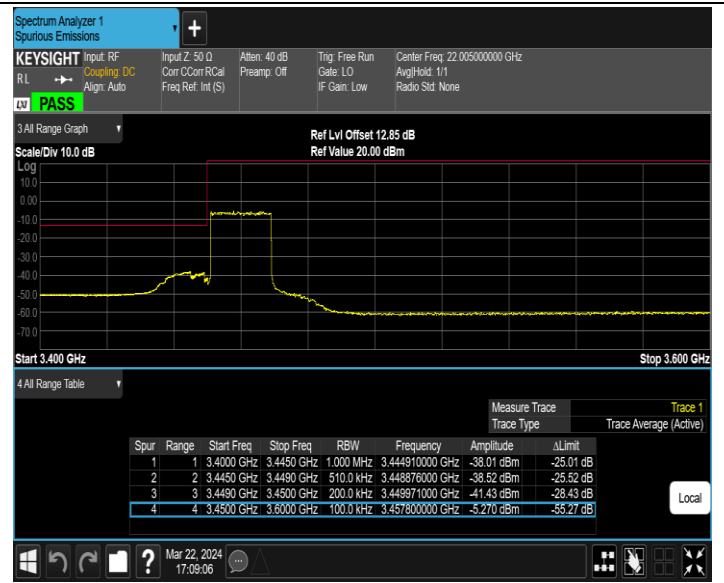 Spectrum Analyzer 1
Spurious Emissions
+
KEYSIGHT Input: RF Input Z: 50 Ω Atten: 40 dB Trig: Free Run Center Freq: 22.005000000 GHz
RL Coupling: DC Corr CCorr RCal Preamp: Off Gate: LO Avg|Hold: 1/1
Align: Auto Freq Ref: Int (S) IF Gain: Low Radio Std: None
LXI PASS
3 All Range Graph
Ref Lvl Offset 12.85 dB
Scale/Div 10.0 dB Ref Value 20.00 dBm
Log
10.0
0.00
-10.0
-20.0
-30.0
-40.0
-50.0
-60.0
-70.0
Start 3.400 GHz Stop 3.600 GHz
4 All Range Table
Measure Trace Trace 1
Trace Type Trace Average (Active)
Spur Range Start Freq Stop Freq RBW Frequency Amplitude ΔLimit
1 1 3.4000 GHz 3.4450 GHz 1.000 MHz 3.444910000 GHz -38.01 dBm -25.01 dB
2 2 3.4450 GHz 3.4490 GHz 510.0 kHz 3.448876000 GHz -38.52 dBm -25.52 dB
3 3 3.4490 GHz 3.4500 GHz 200.0 kHz 3.449971000 GHz -41.43 dBm -28.43 dB
4 4 3.4500 GHz 3.6000 GHz 100.0 kHz 3.457800000 GHz -5.270 dBm -55.27 dB
Local
? Mar 22, 2024
17:09:06